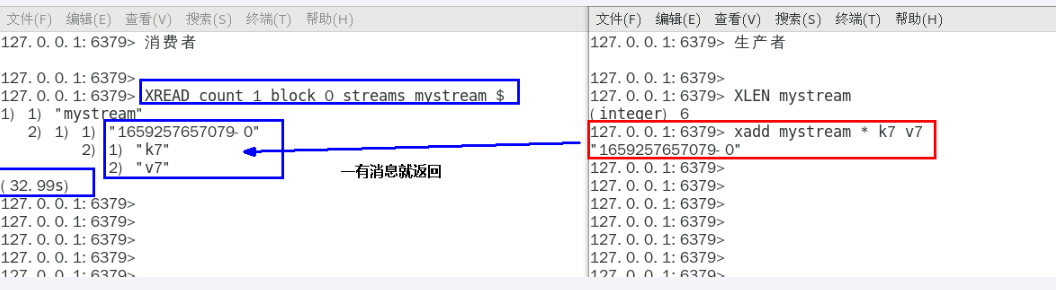 文件(F) 编辑(E) 查看(V) 搜索(S) 终端(T) 帮助(H)
127.0.0.1:6379> 消费者
127.0.0.1:6379>
127.0.0.1:6379> XREAD count 1 block 0 streams mystream $
1) 1) "mystream"
2) 1) 1) "1659257657079-0"
2) 1) "k7"
2) "v7"
(32.99s)
127.0.0.1:6379>
127.0.0.1:6379>
127.0.0.1:6379>
127.0.0.1:6379>
127.0.0.1:6379>
一有消息就返回
文件(F) 编辑(E) 查看(V) 搜索(S) 终端(T) 帮助(H)
127.0.0.1:6379> 生产者
127.0.0.1:6379>
127.0.0.1:6379> XLEN mystream
(integer) 6
127.0.0.1:6379> xadd mystream * k7 v7
"1659257657079-0"
127.0.0.1:6379>
127.0.0.1:6379>
127.0.0.1:6379>
127.0.0.1:6379>
127.0.0.1:6379>
127.0.0.1:6379>
127.0.0.1:6379>